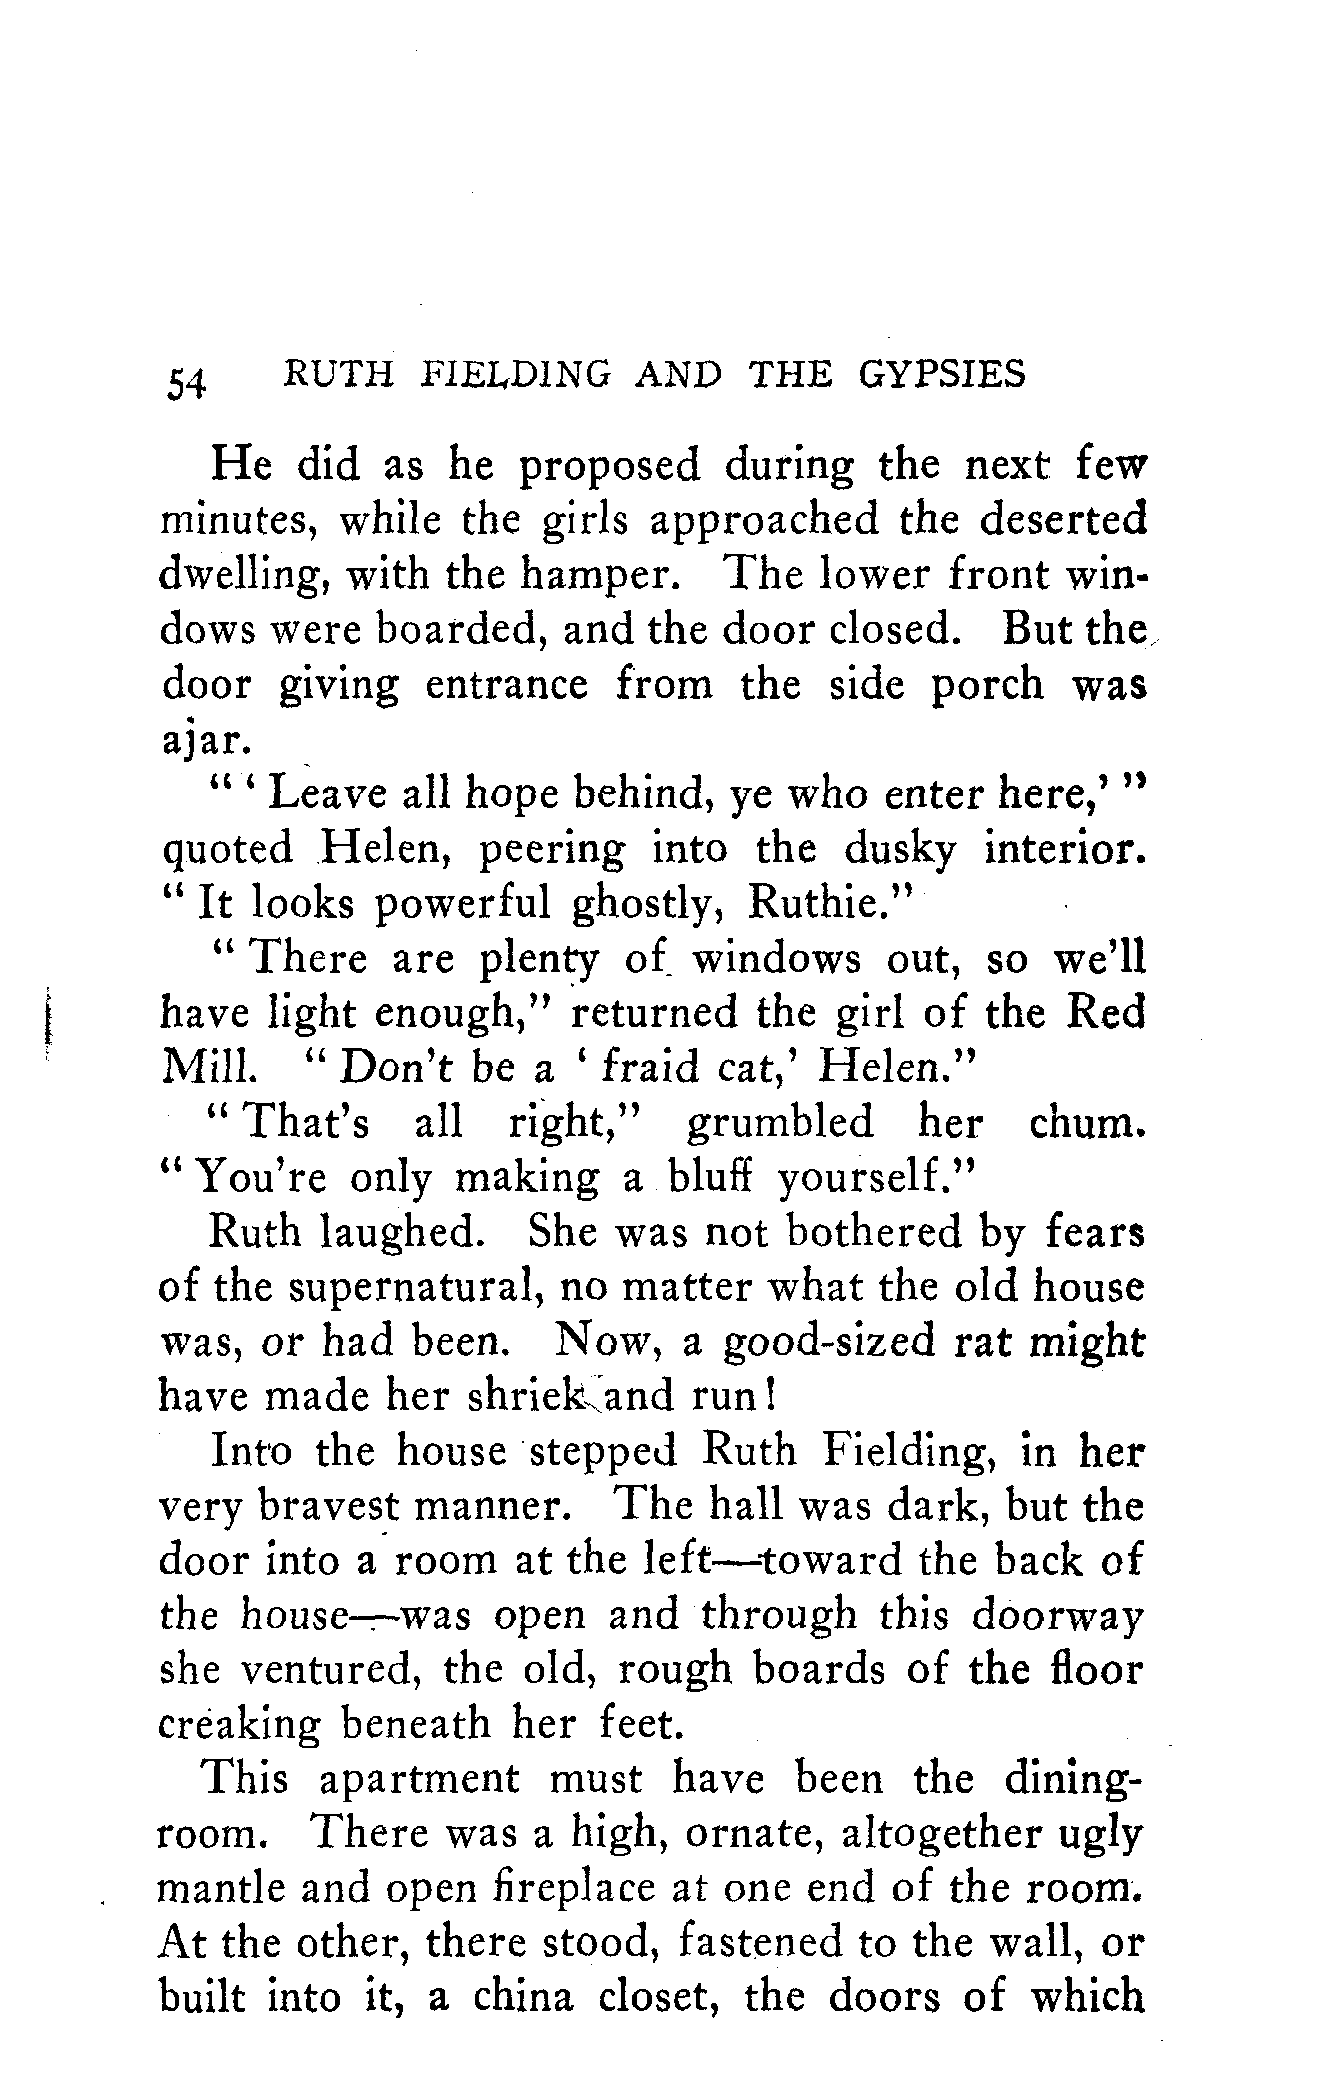 54 RUTH FIELDING AND THE GYPSIES
He did as he proposed during the next few
minutes, while the girls approached the deserted
dwelling, with the hamper. The lower front win-
dows were boarded, and the door closed. But the
door giving entrance from the side porch was
ajar.
" ' Leave all hope behind, ye who enter here,' "
quoted Helen, peering into the dusky interior.
" It looks powerful ghostly, Ruthie."
" There are plenty of windows out, so we'll
have light enough," returned the girl of the Red
Mill. " Don't be a ' fraid cat,' Helen."
" That's all right," grumbled her chum.
" You're only making a bluff yourself."
Ruth laughed. She was not bothered by fears
of the supernatural, no matter what the old house
was, or had been. Now, a good-sized rat might
have made her shriek and run!
Into the house stepped Ruth Fielding, in her
very bravest manner. The hall was dark, but the
door into a room at the left—toward the back of
the house—was open and through this doorway
she ventured, the old, rough boards of the floor
creaking beneath her feet.
This apartment must have been the dining-
room. There was a high, ornate, altogether ugly
mantle and open fireplace at one end of the room.
At the other, there stood, fastened to the wall, or
built into it, a china closet, the doors of which